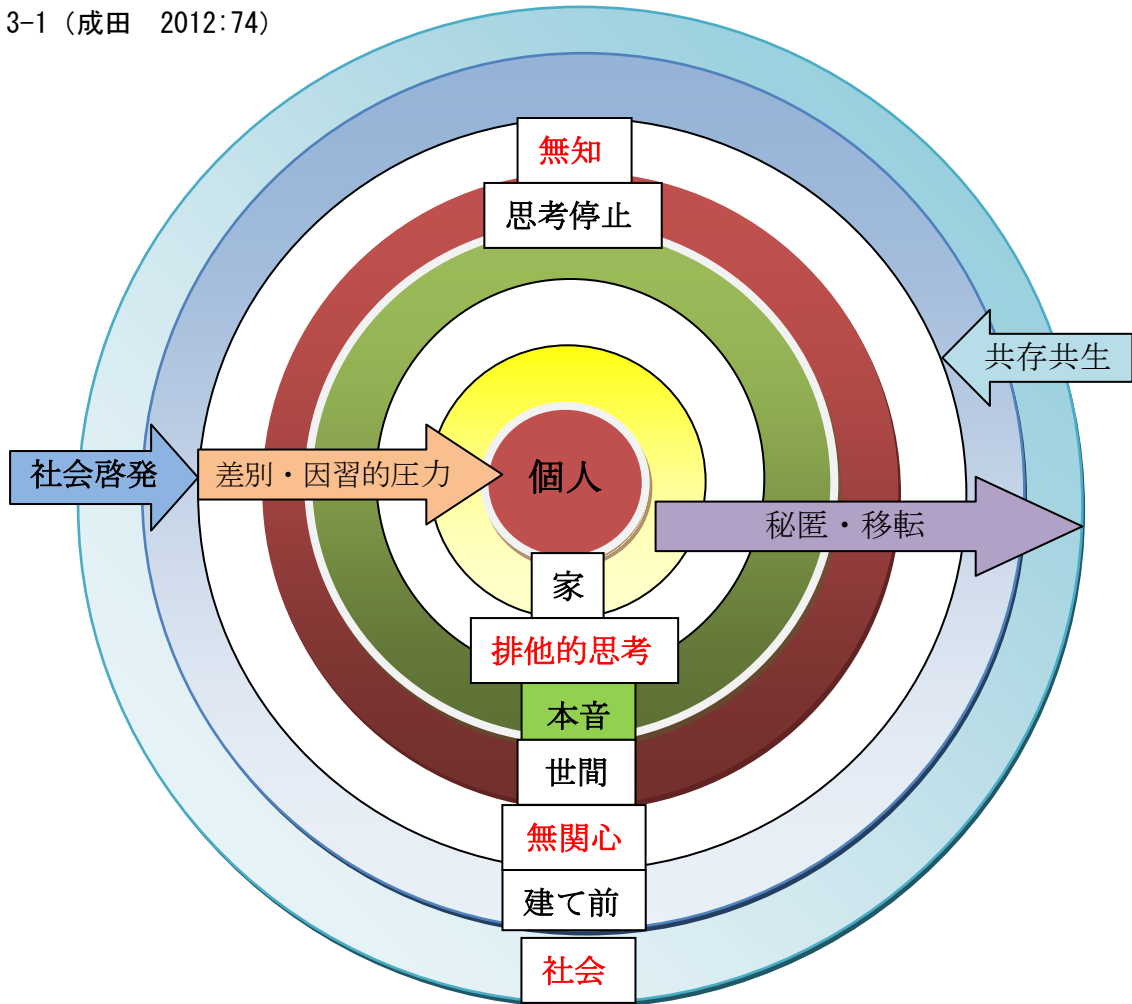 3-1（成田　2012:74）
無知
思考停止
共存共生
社会啓発
差別・因習的圧力
個人
秘匿・移転
家
排他的思考
本音
世間
無関心
建て前
社会